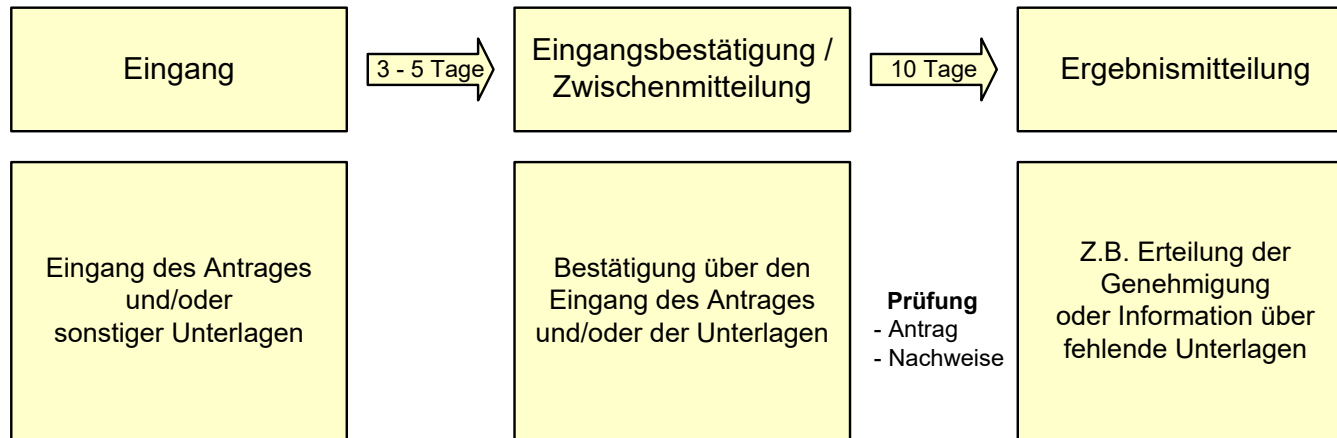 Eingang
3 - 5 Tage
Eingangsbestätigung /
Zwischenmitteilung
10 Tage
Ergebnismitteilung
Eingang des Antrages
und/oder
sonstiger Unterlagen
Bestätigung über den
Eingang des Antrages
und/oder der Unterlagen
Prüfung
- Antrag
- Nachweise
Z.B. Erteilung der
Genehmigung
oder Information über
fehlende Unterlagen